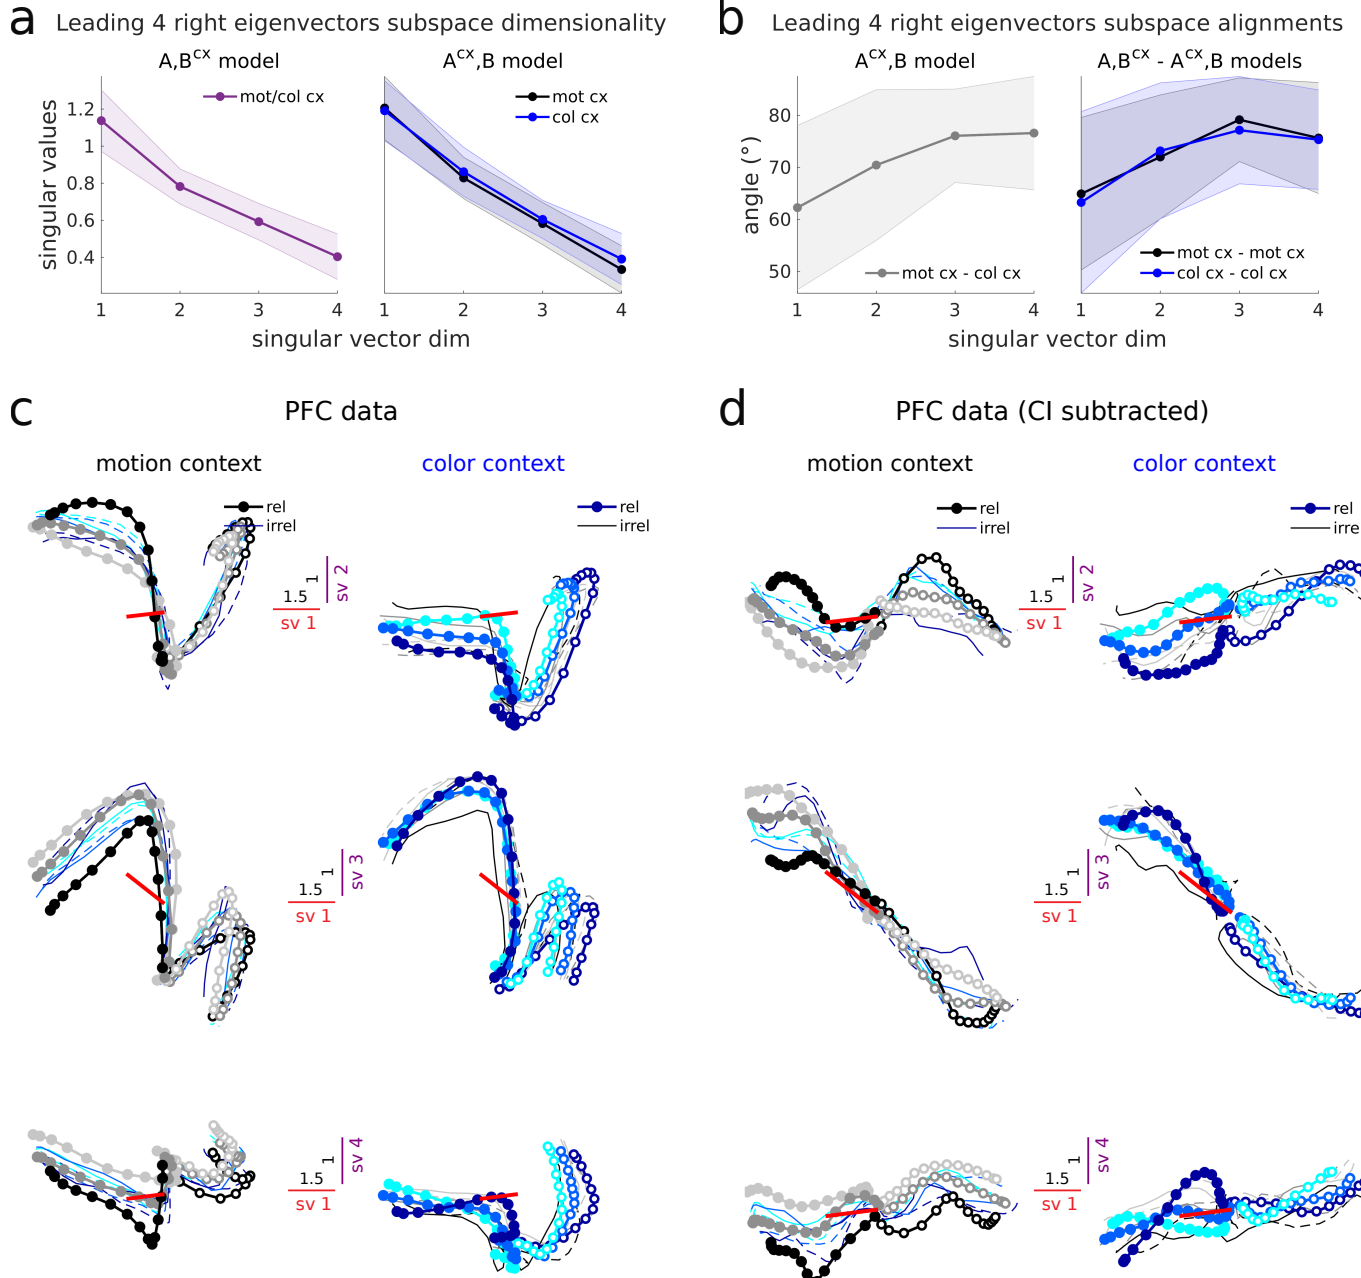 a Leading 4 right eigenvectors subspace dimensionality
A,B^cx model
A^cx,B model
singular values
1.2
1
0.8
0.6
0.4
mot/col cx
mot cx
col cx
1 2 3 4
1 2 3 4
singular vector dim
b Leading 4 right eigenvectors subspace alignments
A^cx,B model
A,B^cx - A^cx,B models
angle (°)
80
70
60
50
mot cx - col cx
mot cx - mot cx
col cx - col cx
1 2 3 4
1 2 3 4
singular vector dim
c PFC data
motion context
color context
rel
irrel
rel
irrel
1.5
1
sv 1
sv 2
1.5
1
sv 1
sv 3
1.5
1
sv 1
sv 4
d PFC data (CI subtracted)
motion context
color context
rel
irrel
rel
irrel
1.5
1
sv 1
sv 2
1.5
1
sv 1
sv 3
1.5
1
sv 1
sv 4